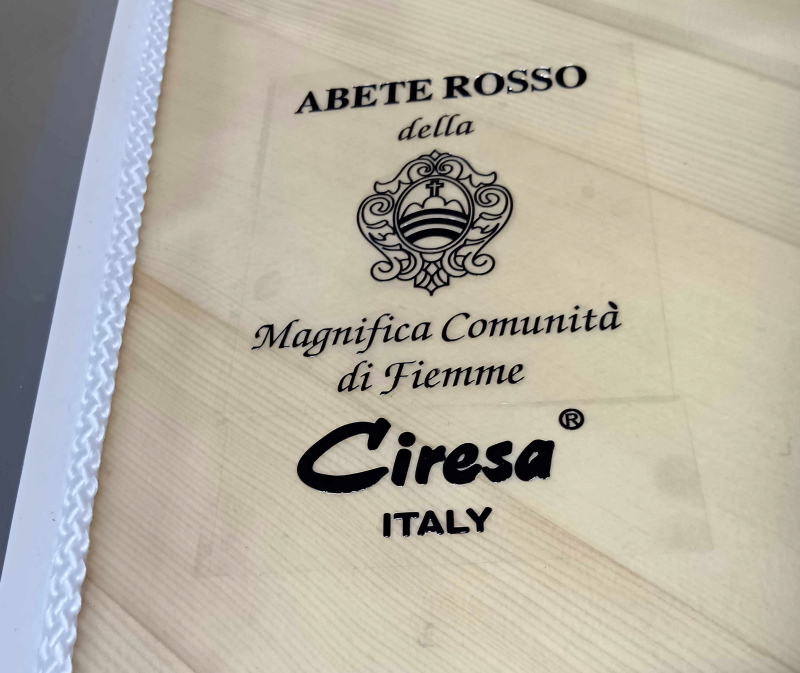 ABETE ROSSO
della
Magnifica Comunità
di Fiemme
Ciresa®
ITALY